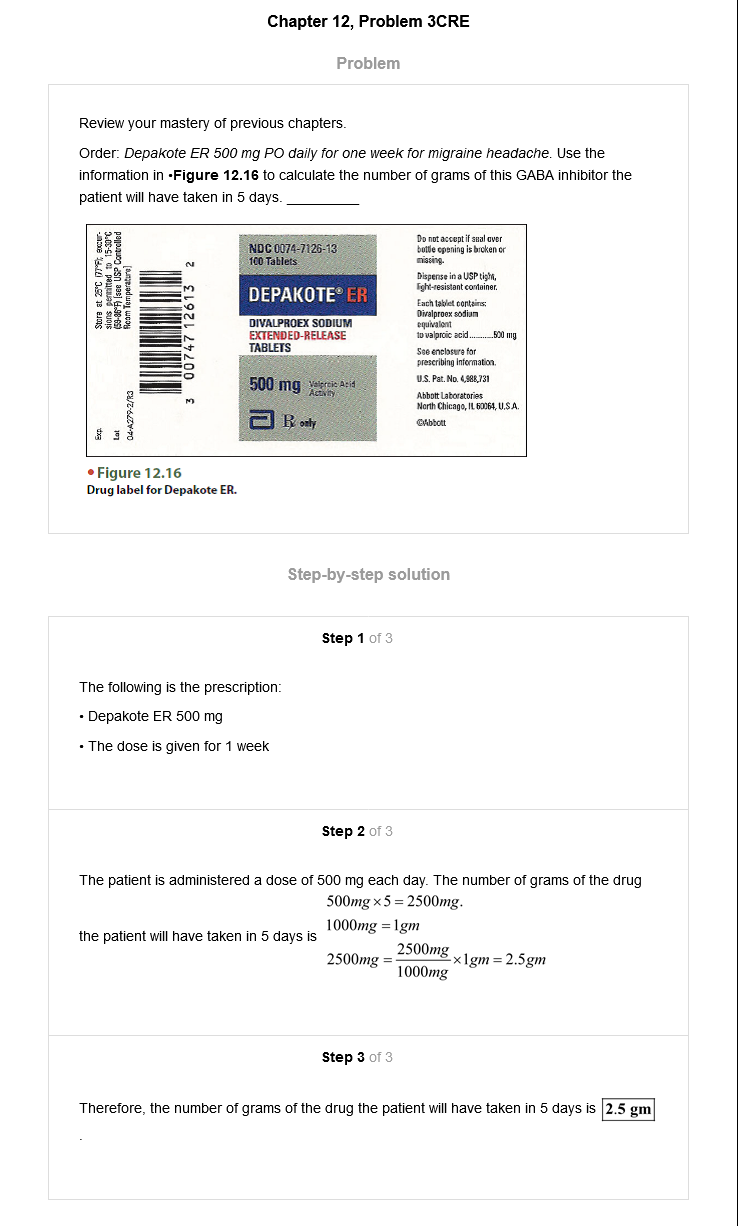 Chapter 12, Problem 3CRE
Problem
Review your mastery of previous chapters.
Order: Depakote ER 500 mg PO daily for one week for migraine headache. Use the
information in •Figure 12.16 to calculate the number of grams of this GABA inhibitor the
patient will have taken in 5 days. __________
Store at 25°C (77°F); excur-
sions permitted to 15-30°C
(59-86°F) [see USP Controlled
Room Temperature]
Exp.
Lot
04-A279-2/R3
3 00747 12613 2
NDC 0074-7126-13
100 Tablets
DEPAKOTE® ER
DIVALPROEX SODIUM
EXTENDED-RELEASE
TABLETS
500 mg Valproic Acid
Activity
Rx only
Do not accept if seal over
bottle opening is broken or
missing.
Dispense in a USP tight,
light-resistant container.
Each tablet contains:
Divalproex sodium
equivalent
to valproic acid...........500 mg
See enclosure for
prescribing information.
U.S. Pat. No. 4,988,731
Abbott Laboratories
North Chicago, IL 60064, U.S.A.
©Abbott
• Figure 12.16
Drug label for Depakote ER.
Step-by-step solution
Step 1 of 3
The following is the prescription:
• Depakote ER 500 mg
• The dose is given for 1 week
Step 2 of 3
The patient is administered a dose of 500 mg each day. The number of grams of the drug
the patient will have taken in 5 days is
500mg × 5 = 2500mg.
1000mg = 1gm
2500mg = 2500mg/1000mg × 1gm = 2.5gm
Step 3 of 3
Therefore, the number of grams of the drug the patient will have taken in 5 days is 2.5 gm
.